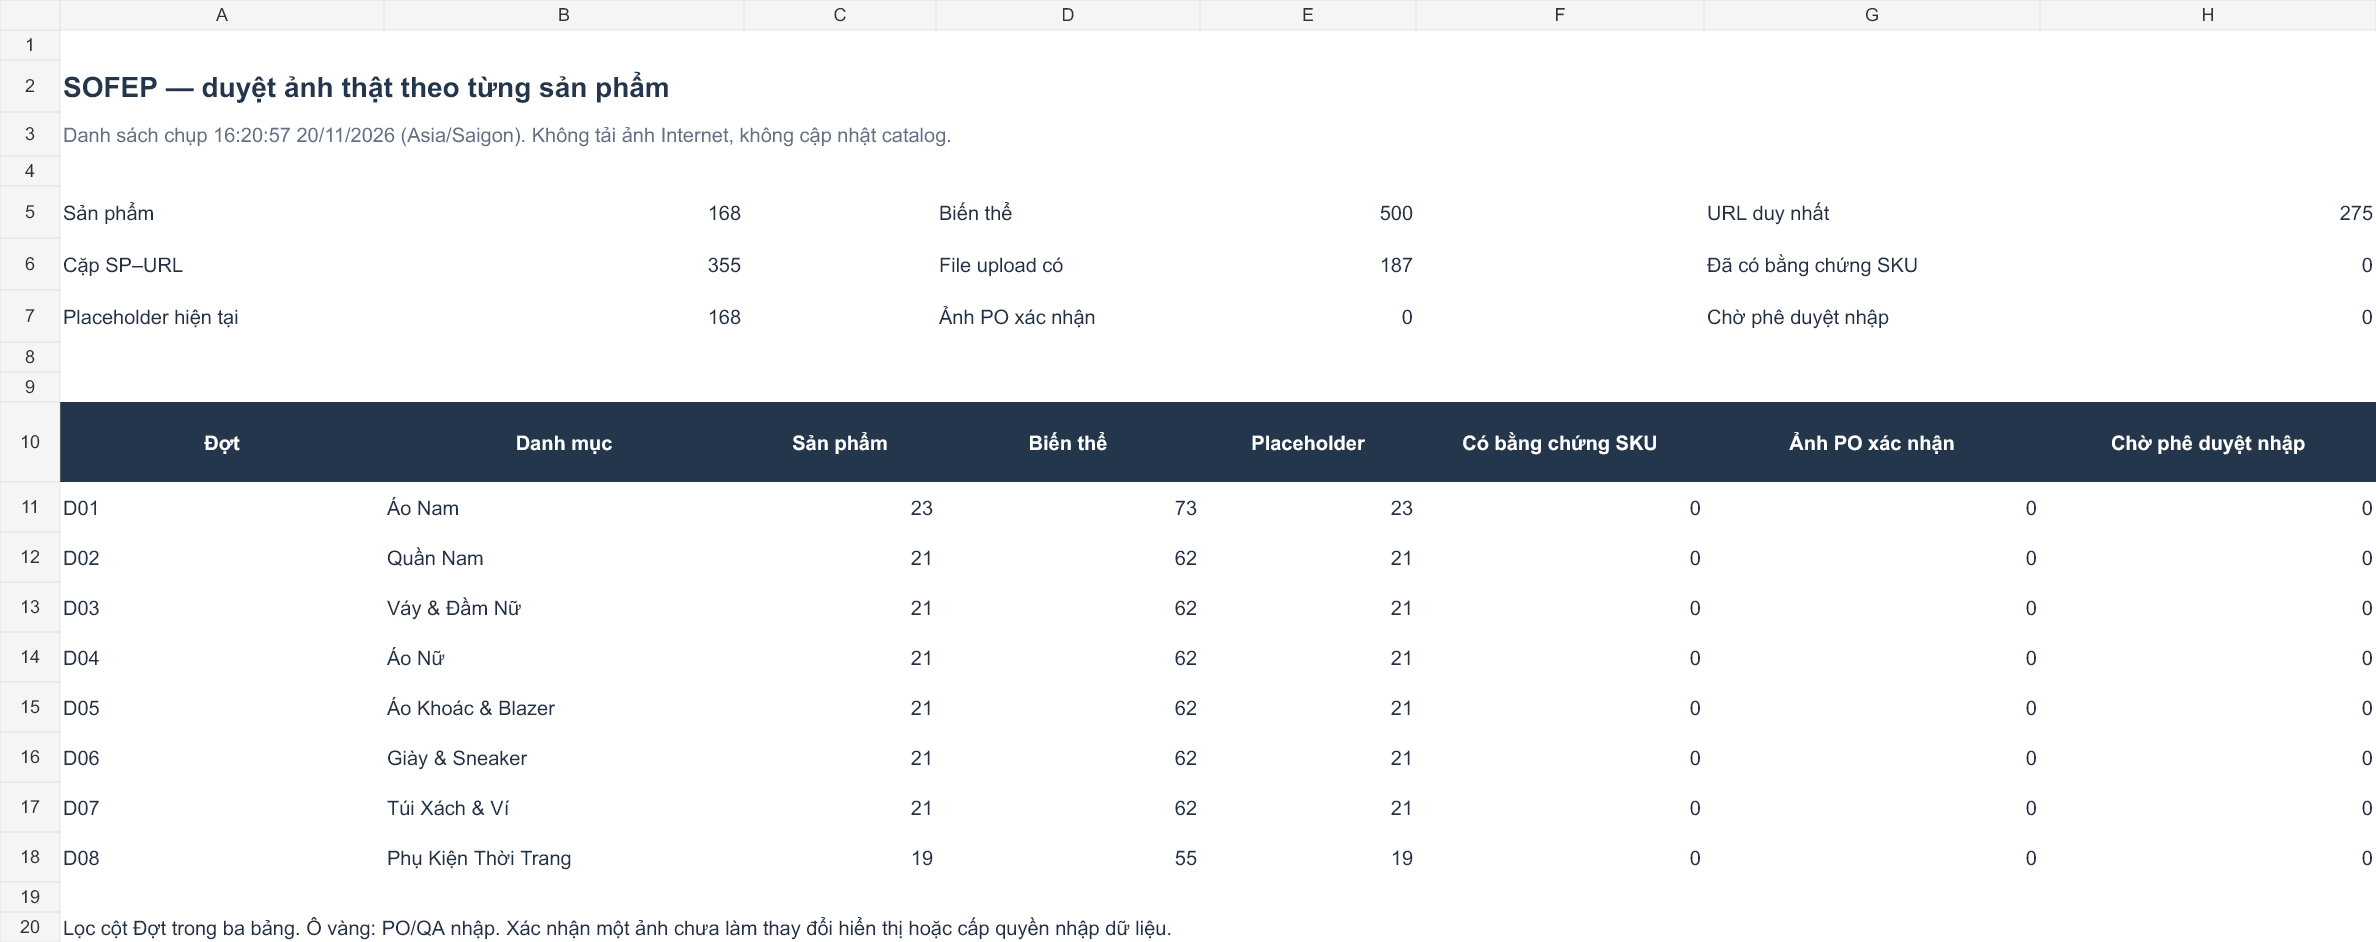 A B C D E F G H
1
2 SOFEP — duyệt ảnh thật theo từng sản phẩm
3 Danh sách chụp 16:20:57 20/11/2026 (Asia/Saigon). Không tải ảnh Internet, không cập nhật catalog.
4
5 Sản phẩm 168 Biến thể 500 URL duy nhất 275
6 Cặp SP–URL 355 File upload có 187 Đã có bằng chứng SKU 0
7 Placeholder hiện tại 168 Ảnh PO xác nhận 0 Chờ phê duyệt nhập 0
8
9
10 Đợt Danh mục Sản phẩm Biến thể Placeholder Có bằng chứng SKU Ảnh PO xác nhận Chờ phê duyệt nhập
11 D01 Áo Nam 23 73 23 0 0 0
12 D02 Quần Nam 21 62 21 0 0 0
13 D03 Váy & Đầm Nữ 21 62 21 0 0 0
14 D04 Áo Nữ 21 62 21 0 0 0
15 D05 Áo Khoác & Blazer 21 62 21 0 0 0
16 D06 Giày & Sneaker 21 62 21 0 0 0
17 D07 Túi Xách & Ví 21 62 21 0 0 0
18 D08 Phụ Kiện Thời Trang 19 55 19 0 0 0
19
20 Lọc cột Đợt trong ba bảng. Ô vàng: PO/QA nhập. Xác nhận một ảnh chưa làm thay đổi hiển thị hoặc cấp quyền nhập dữ liệu.